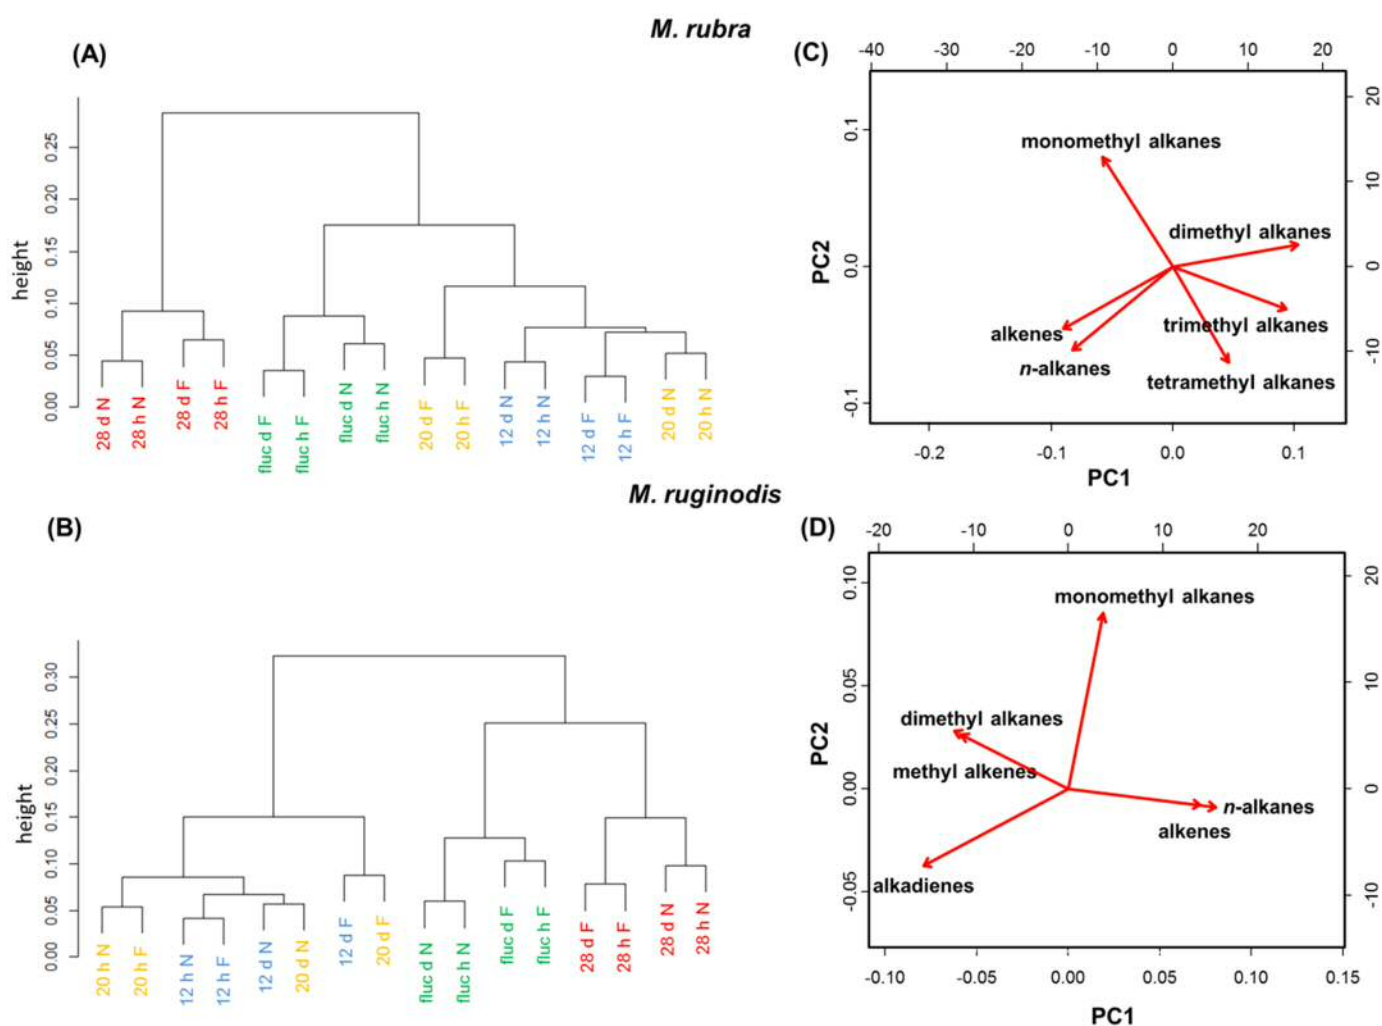 M. rubra
(A)
height
0.00
0.05
0.10
0.15
0.20
0.25
28 d N
28 h N
28 d F
28 h F
fluc d F
fluc h F
fluc d N
fluc h N
20 d F
20 h F
12 d N
12 h N
12 d F
12 h F
20 d N
20 h N
(C)
-40 -30 -20 -10 0 10 20
monomethyl alkanes
dimethyl alkanes
trimethyl alkanes
tetramethyl alkanes
alkenes
n-alkanes
PC2
0.1
0.0
-0.1
20
10
0
-10
-0.2 -0.1 0.0 0.1
PC1
M. ruginodis
(B)
height
0.00
0.05
0.10
0.15
0.20
0.25
0.30
20 h N
20 h F
12 h N
12 h F
12 d N
20 d N
12 d F
20 d F
fluc d N
fluc h N
fluc d F
fluc h F
28 d F
28 h F
28 d N
28 h N
(D)
-20 -10 0 10 20
monomethyl alkanes
dimethyl alkanes
methyl alkenes
n-alkanes
alkenes
alkadienes
PC2
0.10
0.05
0.00
-0.05
20
10
0
-10
-0.10 -0.05 0.00 0.05 0.10 0.15
PC1